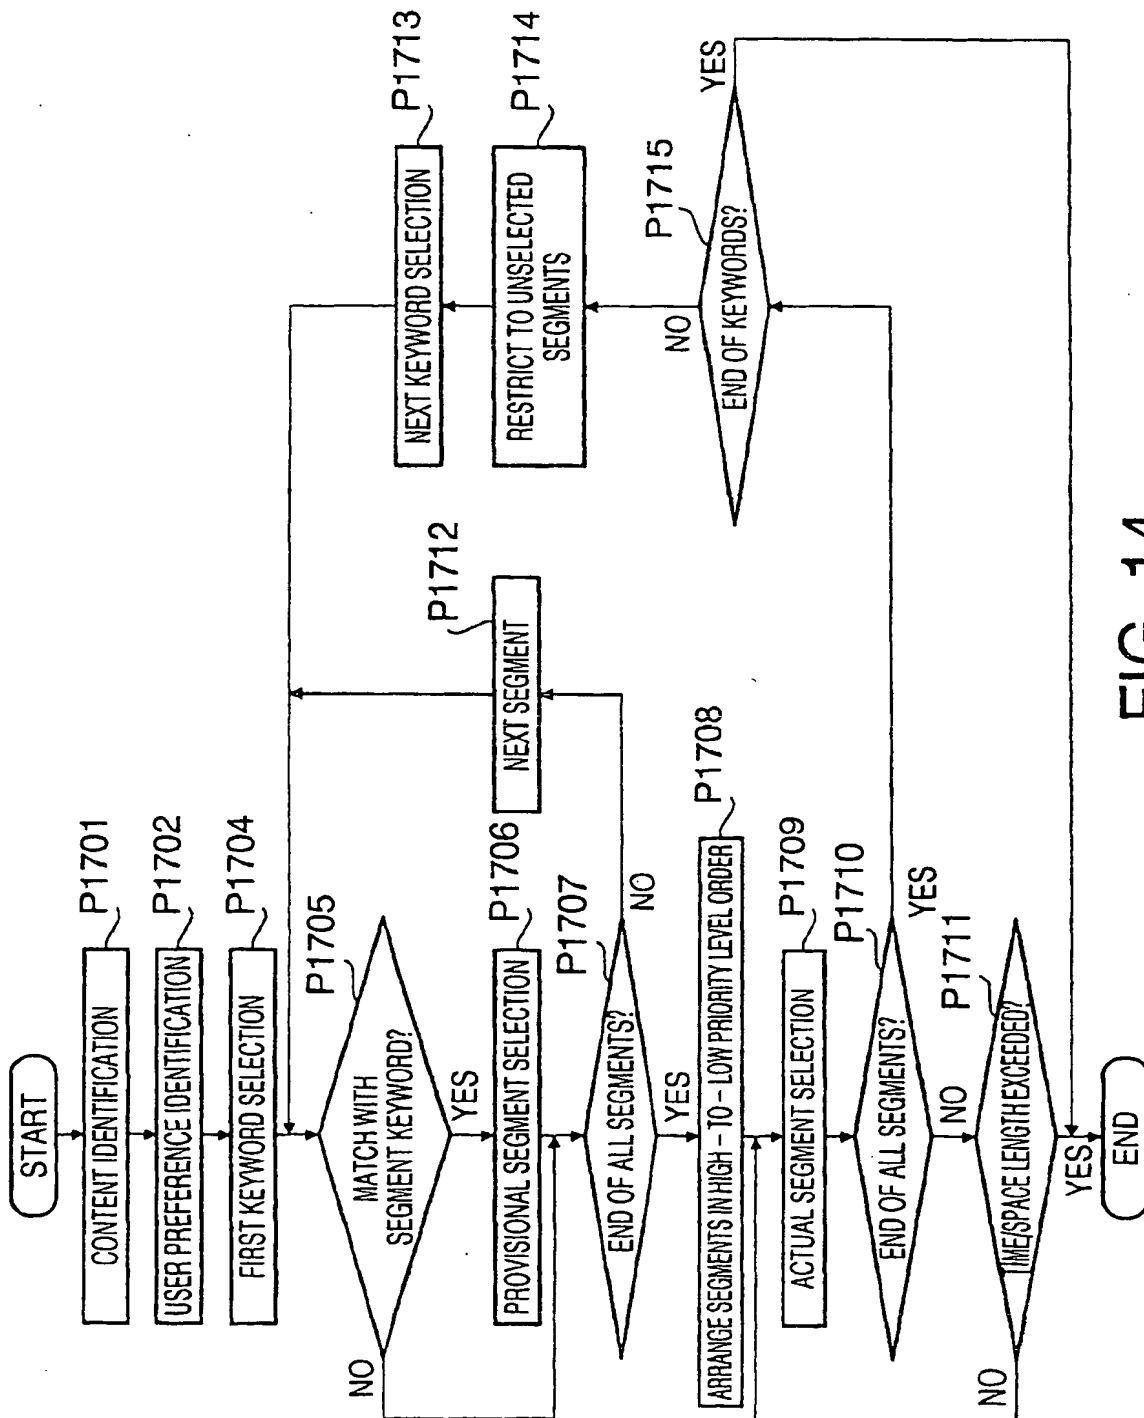 START
CONTENT IDENTIFICATION
P1701
USER PREFERENCE IDENTIFICATION
P1702
FIRST KEYWORD SELECTION
P1704
MATCH WITH
SEGMENT KEYWORD?
P1705
NO
YES
PROVISIONAL SEGMENT SELECTION
P1706
END OF ALL SEGMENTS?
P1707
NO
YES
NEXT SEGMENT
P1712
ARRANGE SEGMENTS IN HIGH - TO - LOW PRIORITY LEVEL ORDER
P1708
ACTUAL SEGMENT SELECTION
P1709
END OF ALL SEGMENTS?
P1710
YES
NO
TIME/SPACE LENGTH EXCEEDED?
P1711
NO
YES
END
NEXT KEYWORD SELECTION
P1713
RESTRICT TO UNSELECTED
SEGMENTS
P1714
END OF KEYWORDS?
P1715
NO
YES
FIG. 14